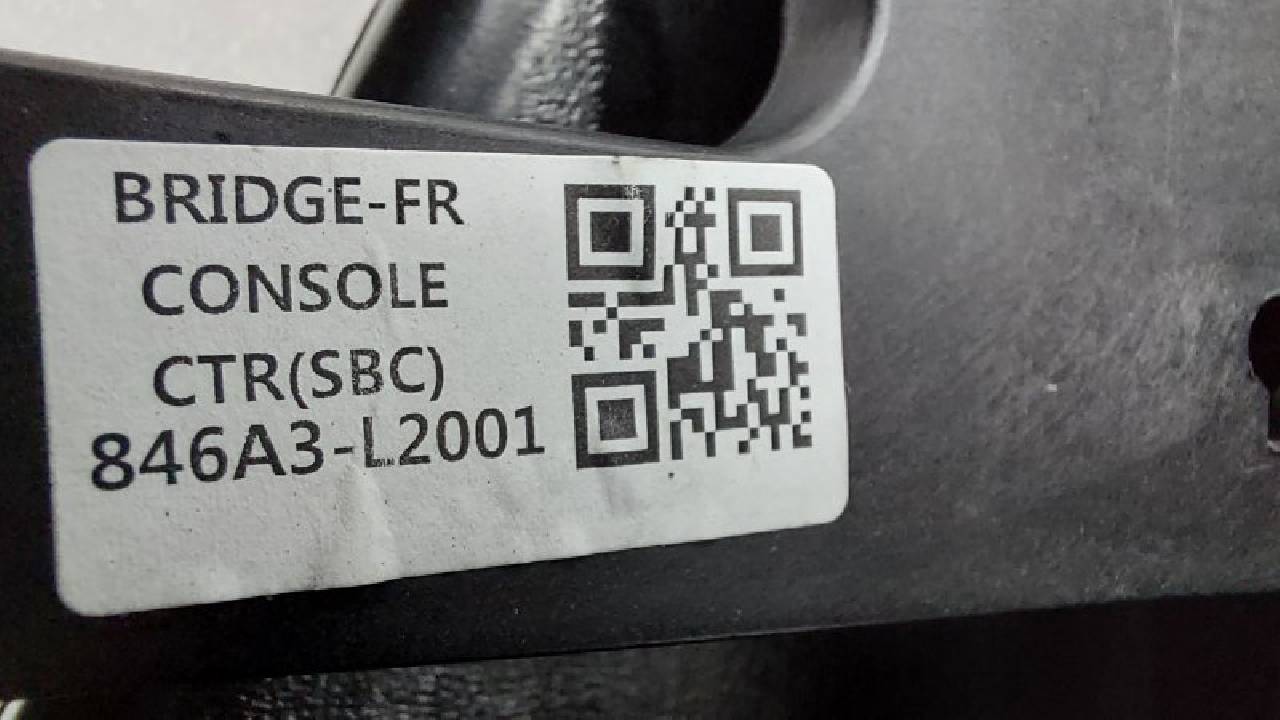 BRIDGE-FR
CONSOLE
CTR(SBC)
846A3-L2001